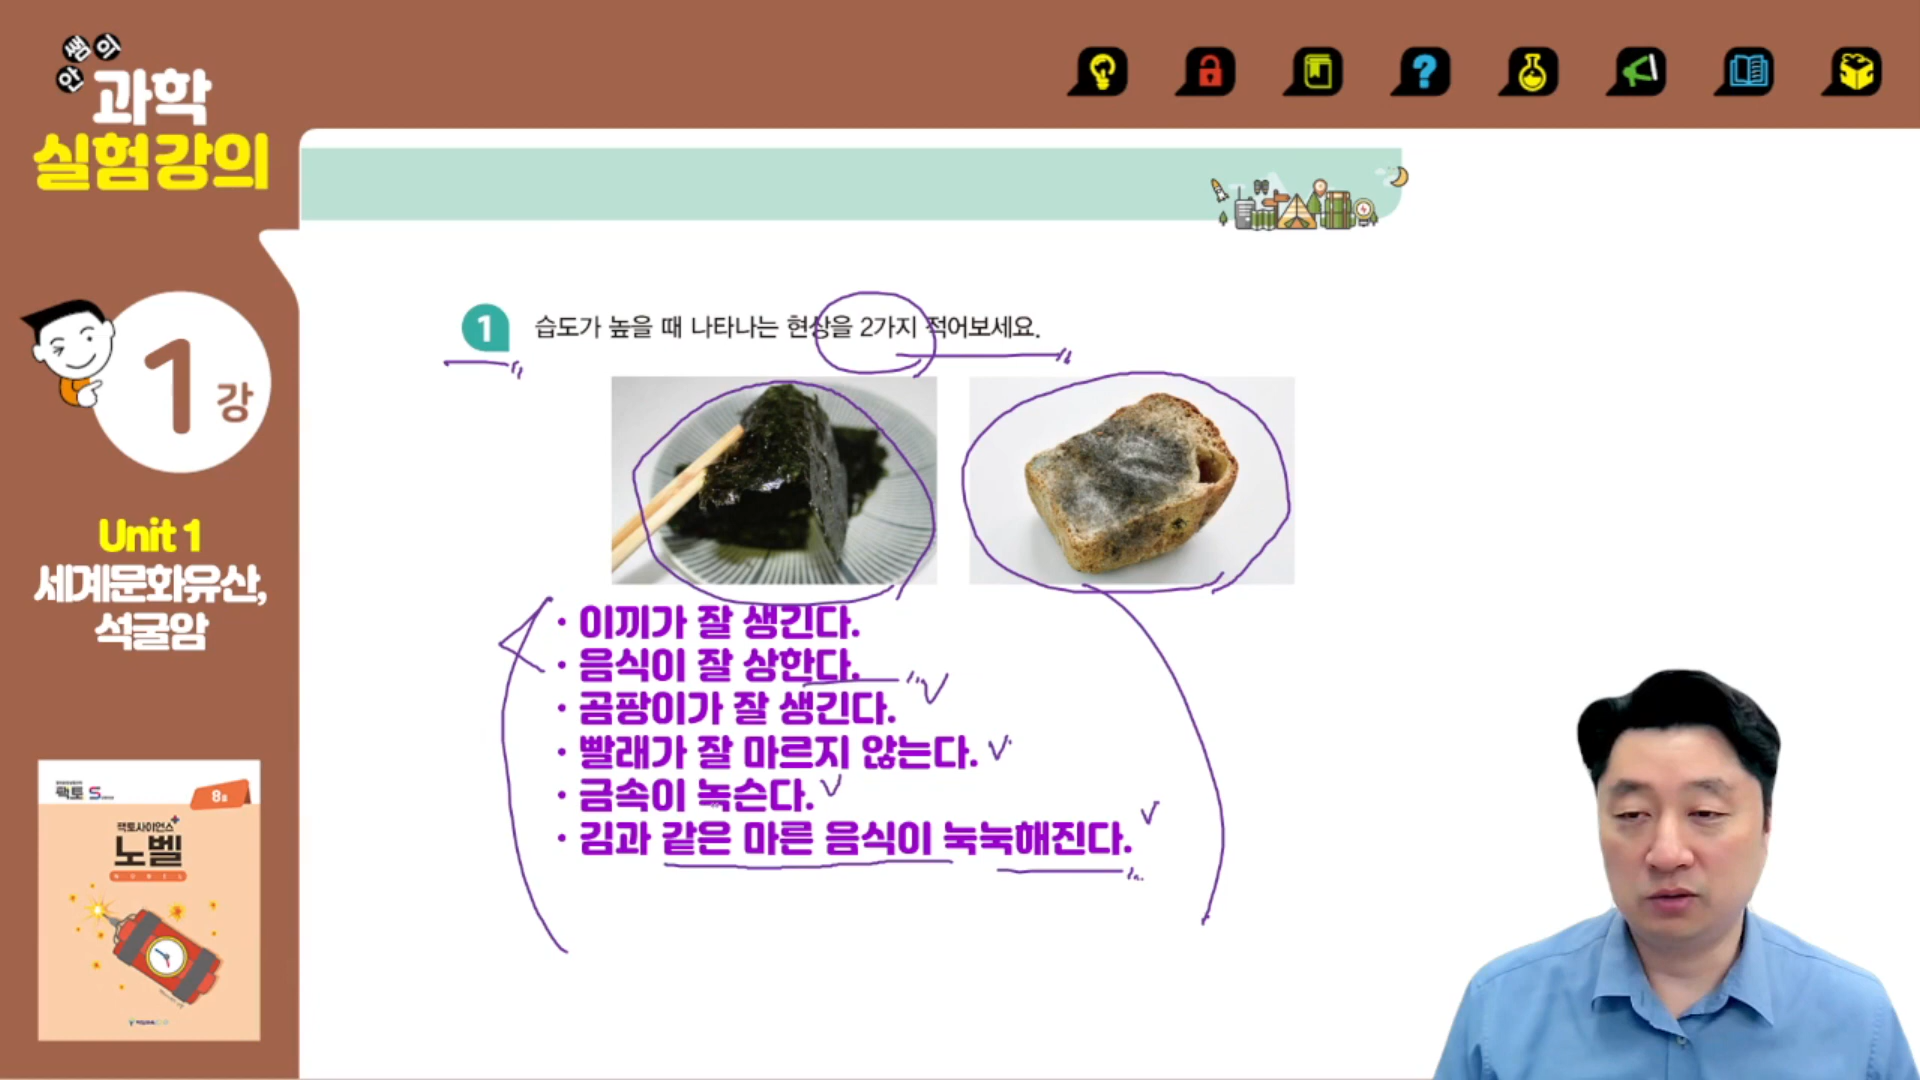 안쌤의
과학
실험강의
1강
Unit 1
세계문화유산,
석굴암
팩토 S
8호
팩토사이언스+
노벨
NOBEL
1 습도가 높을 때 나타나는 현상을 2가지 적어보세요.
· 이끼가 잘 생긴다.
· 음식이 잘 상한다.
· 곰팡이가 잘 생긴다.
· 빨래가 잘 마르지 않는다.
· 금속이 녹슨다.
· 김과 같은 마른 음식이 눅눅해진다.